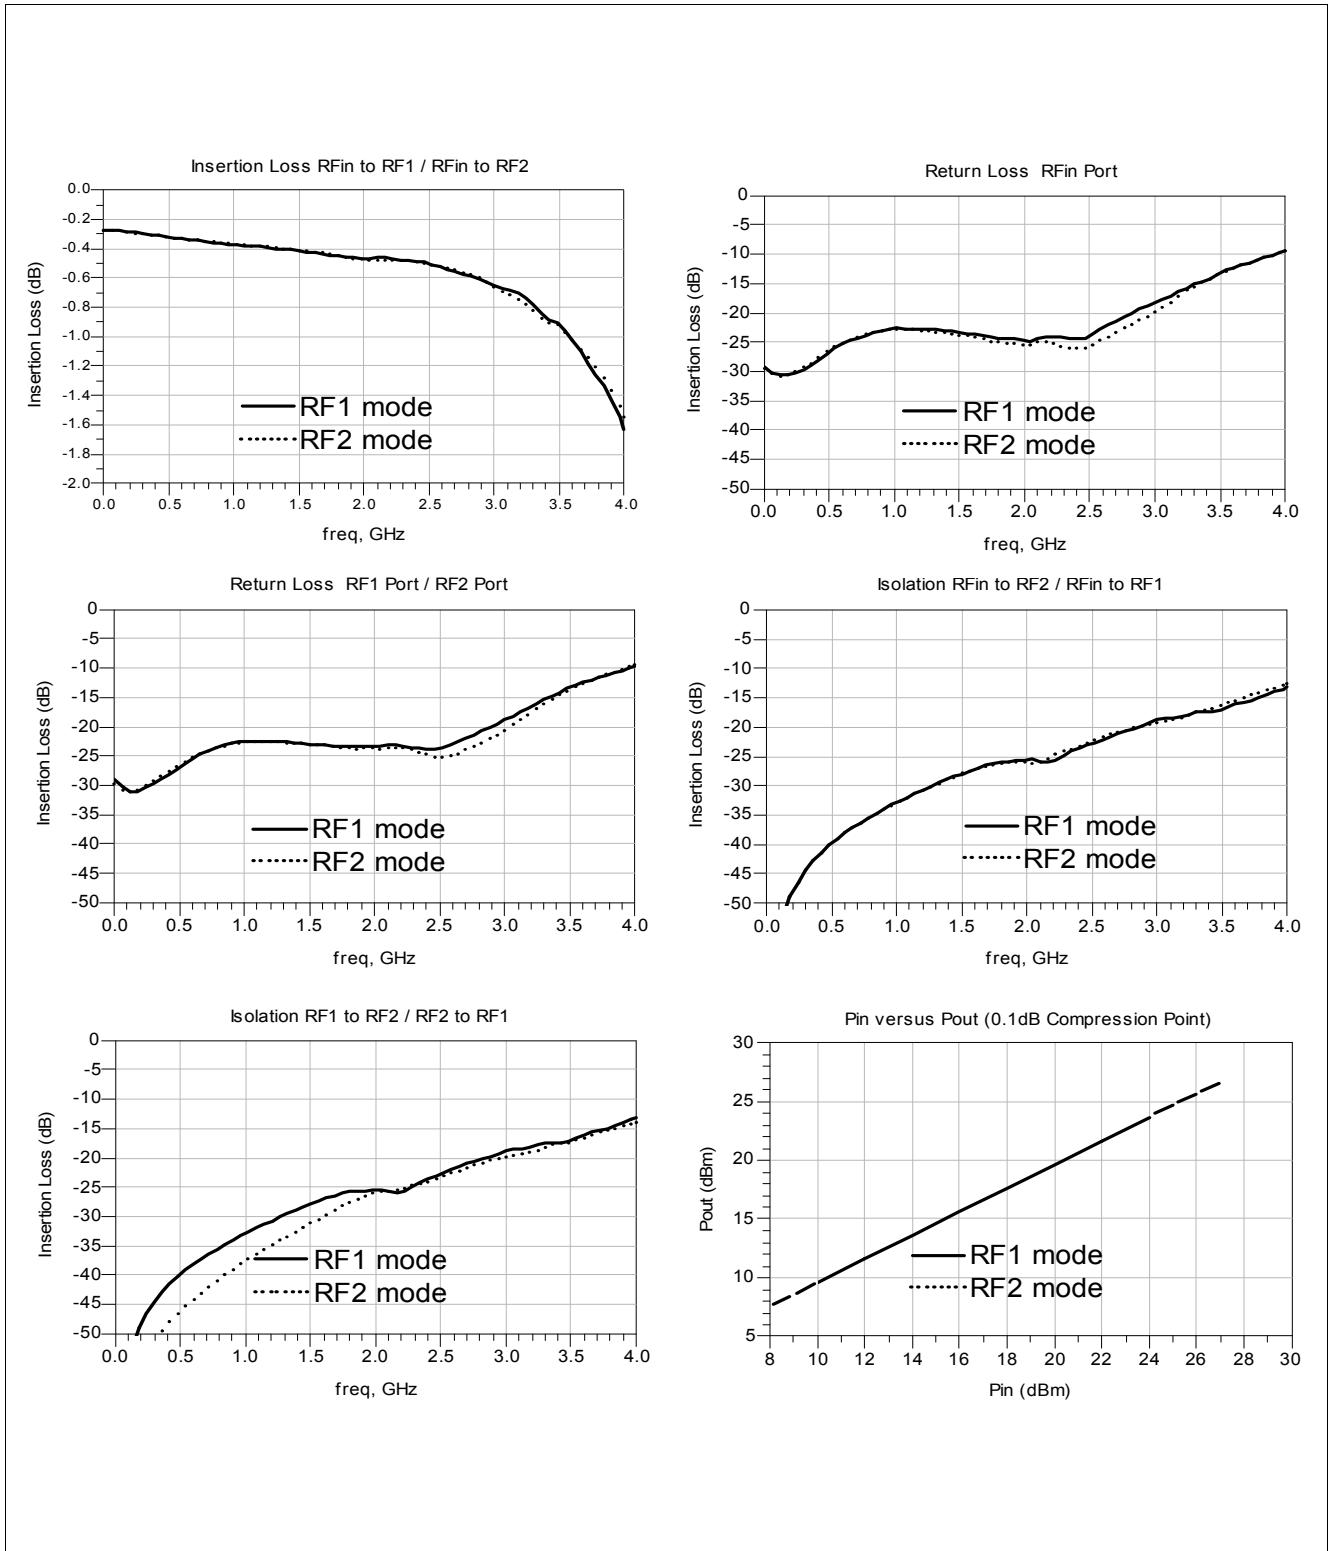 Insertion Loss RFin to RF1 / RFin to RF2
0.0
-0.2
-0.4
-0.6
-0.8
-1.0
-1.2
-1.4
-1.6
-1.8
-2.0
Insertion Loss (dB)
RF1 mode
RF2 mode
0.0 0.5 1.0 1.5 2.0 2.5 3.0 3.5 4.0
freq, GHz
Return Loss RFin Port
0
-5
-10
-15
-20
-25
-30
-35
-40
-45
-50
Insertion Loss (dB)
RF1 mode
RF2 mode
0.0 0.5 1.0 1.5 2.0 2.5 3.0 3.5 4.0
freq, GHz
Return Loss RF1 Port / RF2 Port
0
-5
-10
-15
-20
-25
-30
-35
-40
-45
-50
Insertion Loss (dB)
RF1 mode
RF2 mode
0.0 0.5 1.0 1.5 2.0 2.5 3.0 3.5 4.0
freq, GHz
Isolation RFin to RF2 / RFin to RF1
0
-5
-10
-15
-20
-25
-30
-35
-40
-45
-50
Insertion Loss (dB)
RF1 mode
RF2 mode
0.0 0.5 1.0 1.5 2.0 2.5 3.0 3.5 4.0
freq, GHz
Isolation RF1 to RF2 / RF2 to RF1
0
-5
-10
-15
-20
-25
-30
-35
-40
-45
-50
Insertion Loss (dB)
RF1 mode
RF2 mode
0.0 0.5 1.0 1.5 2.0 2.5 3.0 3.5 4.0
freq, GHz
Pin versus Pout (0.1dB Compression Point)
30
25
20
15
10
5
Pout (dBm)
RF1 mode
RF2 mode
8 10 12 14 16 18 20 22 24 26 28 30
Pin (dBm)